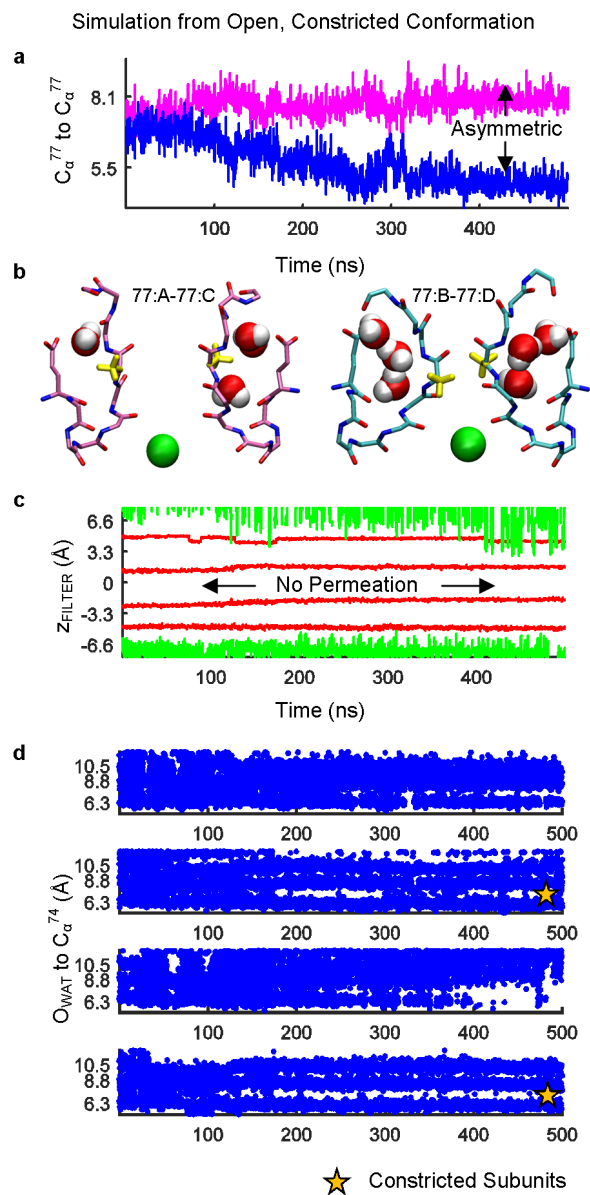 Simulation from Open, Constricted Conformation
a
Cα77 to Cα77
8.1
5.5
Asymmetric
100 200 300 400
Time (ns)
b
77:A-77:C
77:B-77:D
c
zFILTER (Å)
6.6
3.3
0
-3.3
-6.6
No Permeation
100 200 300 400
Time (ns)
d
OWAT to Cα74 (Å)
10.5
8.8
6.3
100 200 300 400 500
10.5
8.8
6.3
100 200 300 400 500
10.5
8.8
6.3
100 200 300 400 500
10.5
8.8
6.3
100 200 300 400 500
Constricted Subunits